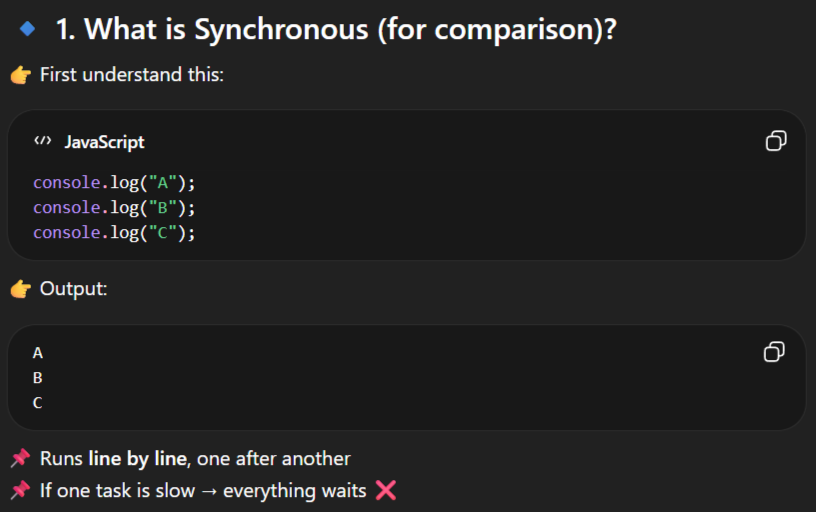 🔹 1. What is Synchronous (for comparison)?
👉 First understand this:
</> JavaScript
console.log("A");
console.log("B");
console.log("C");
👉 Output:
A
B
C
📌 Runs line by line, one after another
📌 If one task is slow → everything waits ❌